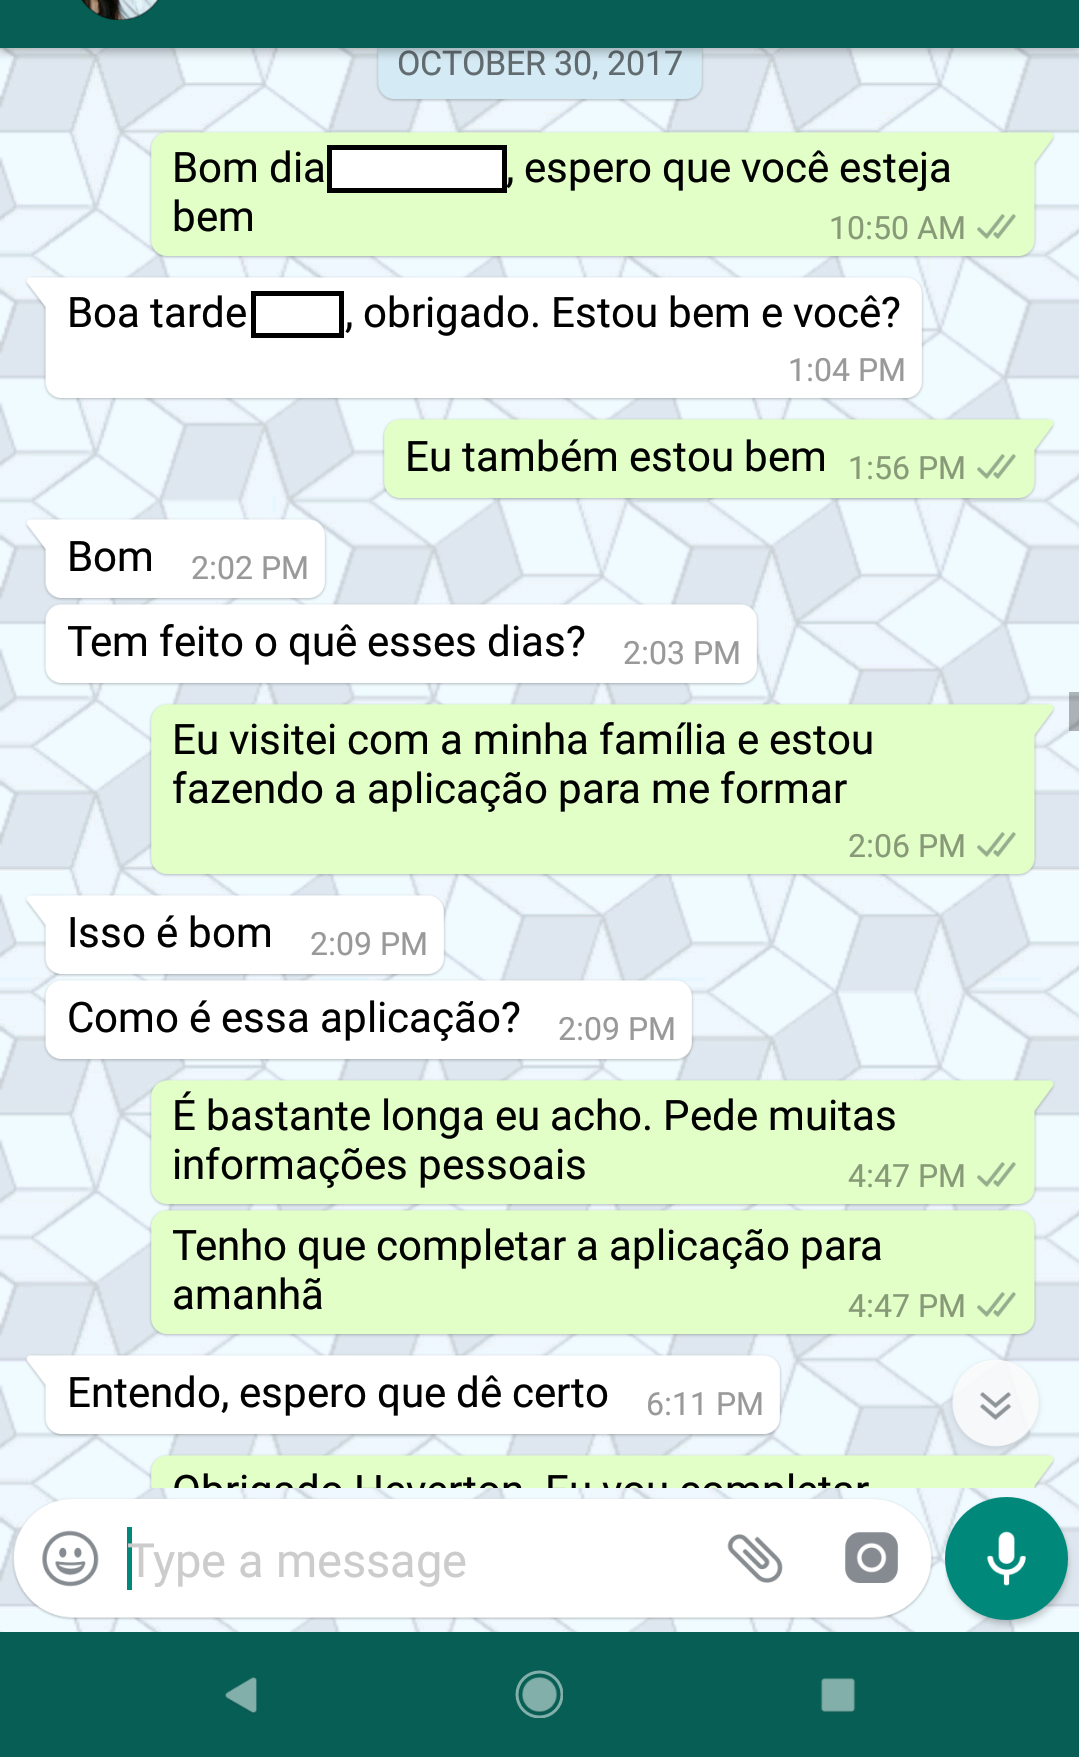 OCTOBER 30, 2017
Bom dia , espero que você esteja
bem
10:50 AM
Boa tarde , obrigado. Estou bem e você?
1:04 PM
Eu também estou bem 1:56 PM
Bom 2:02 PM
Tem feito o quê esses dias? 2:03 PM
Eu visitei com a minha família e estou
fazendo a aplicação para me formar
2:06 PM
Isso é bom 2:09 PM
Como é essa aplicação? 2:09 PM
É bastante longa eu acho. Pede muitas
informações pessoais 4:47 PM
Tenho que completar a aplicação para
amanhã 4:47 PM
Entendo, espero que dê certo 6:11 PM
Obrigado Heverton. Eu vou completar
Type a message